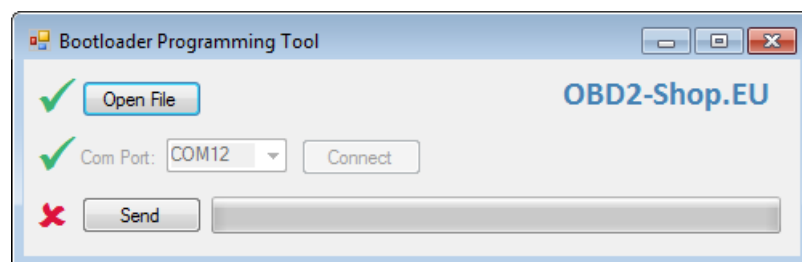 Bootloader Programming Tool
Open File
OBD2-Shop.EU
Com Port: COM12 Connect
Send